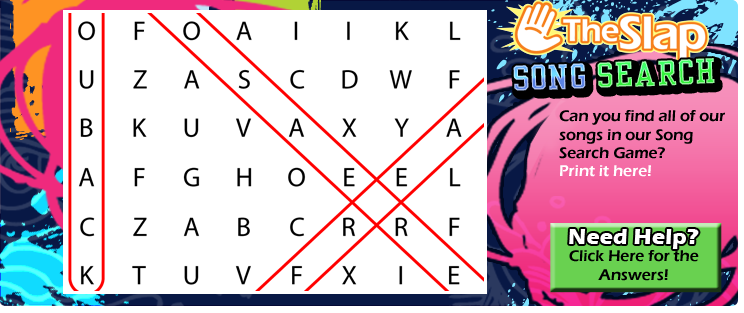 O F O A I I K L
U Z A S C D W F
B K U V A X Y A
A F G H O E E L
C Z A B C R R F
K T U V F X I E
TheSlap
SONG SEARCH
Can you find all of our
songs in our Song
Search Game?
Print it here!
Need Help?
Click Here for the
Answers!